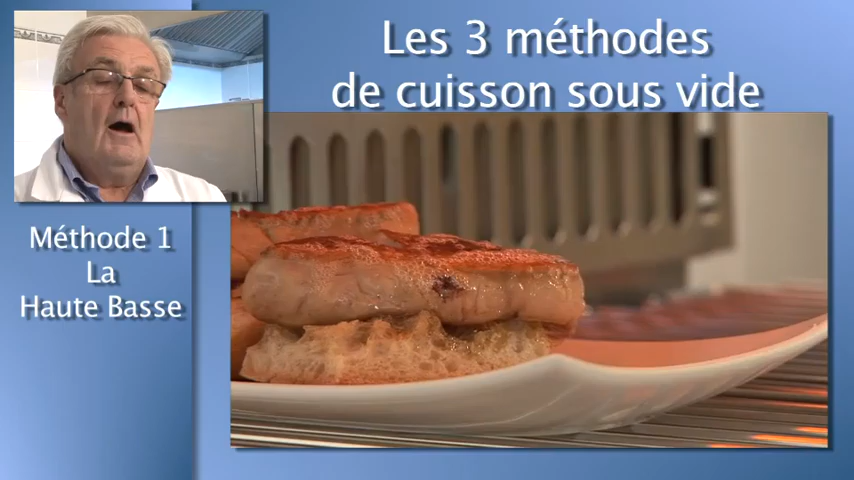 Les 3 méthodes
de cuisson sous vide
Méthode 1
La
Haute Basse